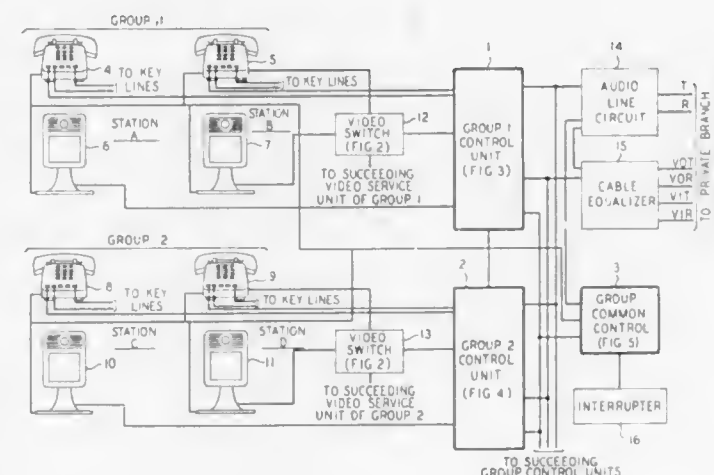 GROUP 1
4
TO KEY
LINES
5
TO KEY LINES
STATION
A
6
STATION
B
7
VIDEO
SWITCH
(FIG 2)
12
TO SUCCEEDING
VIDEO SERVICE
UNIT OF GROUP 1
1
GROUP 1
CONTROL
UNIT
(FIG 3)
14
AUDIO
LINE
CIRCUIT
T
R
15
CABLE
EQUALIZER
VOT
VOR
VIT
VIR
TO PRIVATE BRANCH
GROUP 2
8
TO KEY
LINES
9
TO KEY LINES
STATION
C
10
STATION
D
11
VIDEO
SWITCH
(FIG 2)
13
TO SUCCEEDING
VIDEO SERVICE
UNIT OF GROUP 2
2
GROUP 2
CONTROL
UNIT
(FIG 4)
3
GROUP
COMMON
CONTROL
(FIG 5)
INTERRUPTER
16
TO SUCCEEDING
GROUP CONTROL UNITS